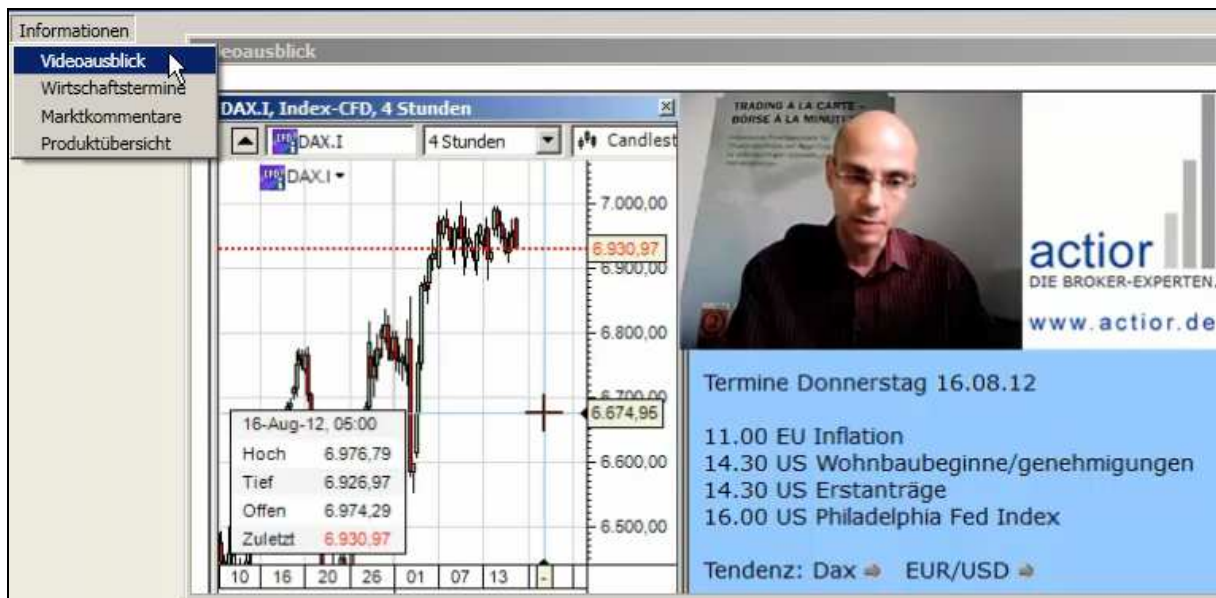 Informationen
Videoausblick
Wirtschaftstermine
Marktkommentare
Produktübersicht
eoausblick
DAX.I, Index-CFD, 4 Stunden
DAX.I
4 Stunden
Candlest
DAX.I
7.000,00
6.930,97
6.900,00
6.800,00
6.700,00
6.674,95
6.600,00
6.500,00
16-Aug-12, 05:00
Hoch 6.976,79
Tief 6.926,97
Offen 6.974,29
Zuletzt 6.930,97
10 16 20 26 01 07 13 -
TRADING A LA CARTE -
BÖRSE A LA MINUTE
actior
DIE BROKER-EXPERTEN.
www.actior.de
Termine Donnerstag 16.08.12
11.00 EU Inflation
14.30 US Wohnbaubeginne/genehmigungen
14.30 US Erstanträge
16.00 US Philadelphia Fed Index
Tendenz: Dax EUR/USD